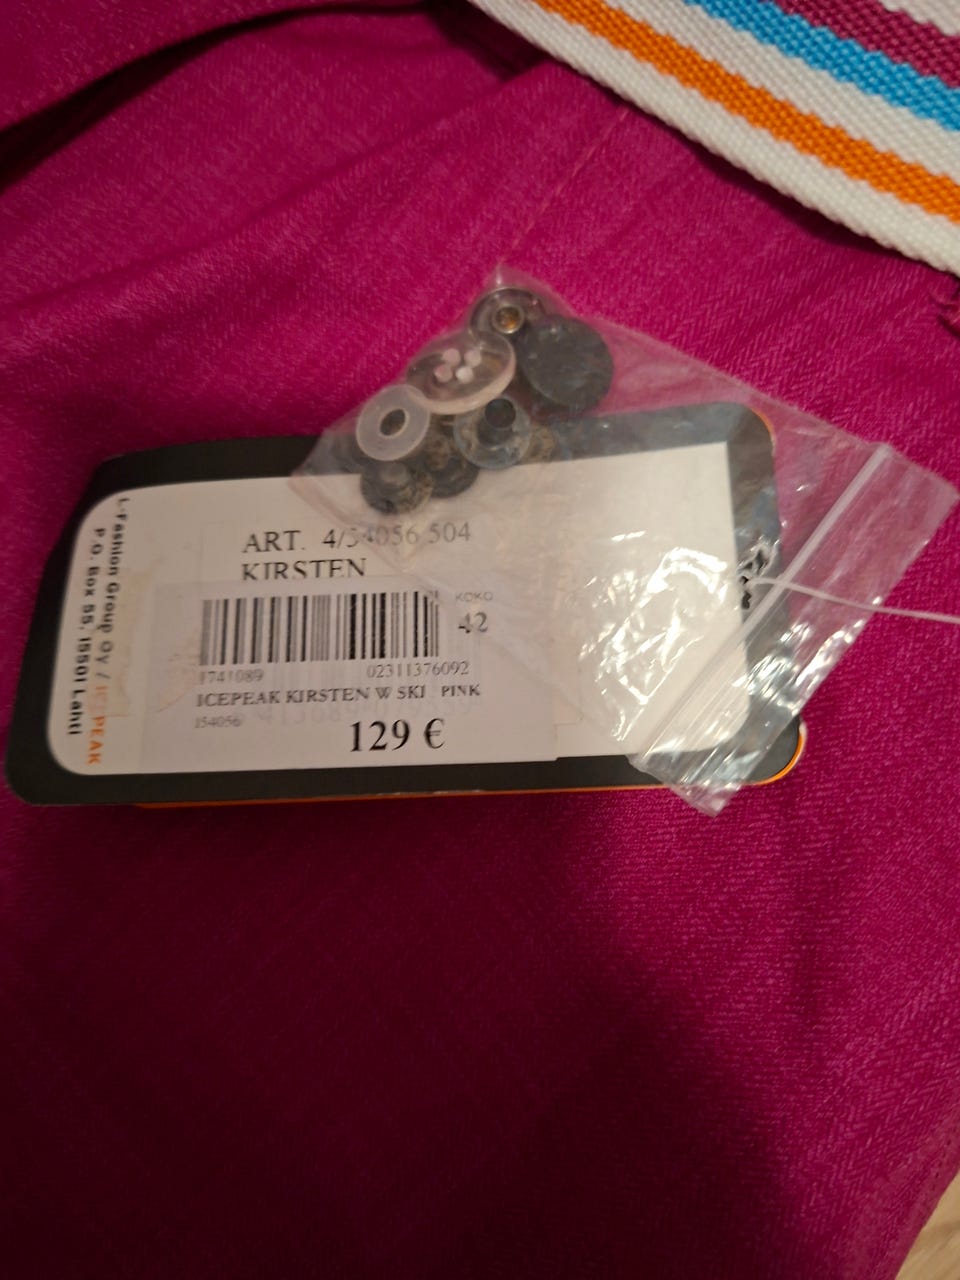 L-Fashion Group Oy / ICEPEAK
P.O. Box 55, 15501 Lahti
ART. 4/54056 504
KIRSTEN
KOKO
42
1741089 02311376092
ICEPEAK KIRSTEN W SKI PINK
154056
129 €